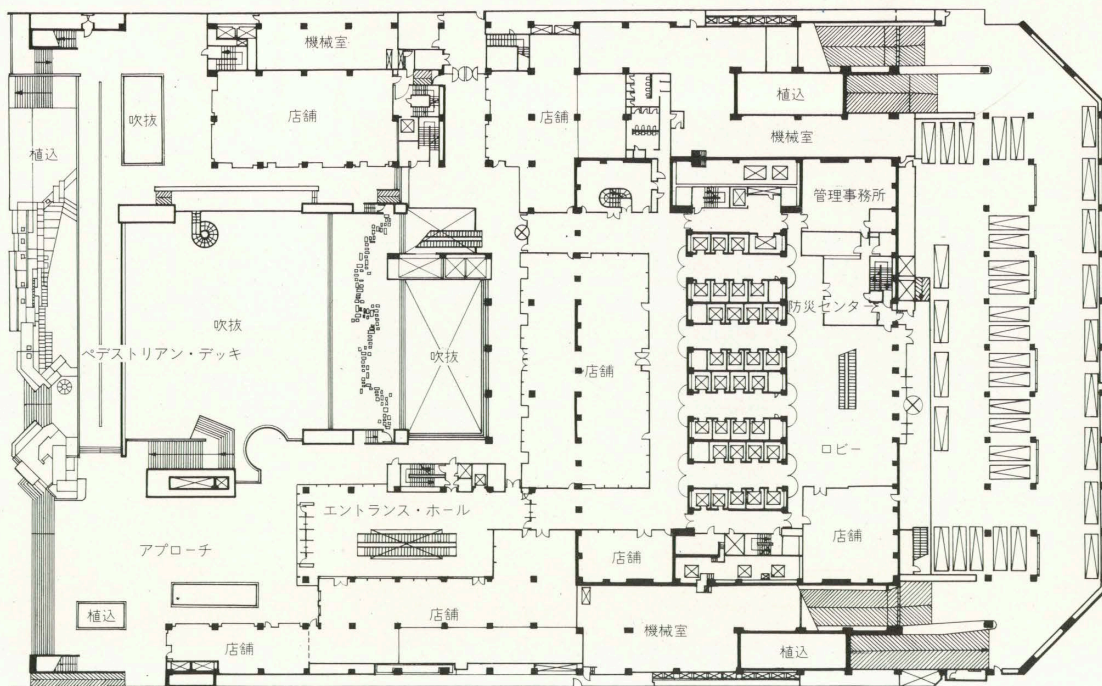 機械室
吹抜
店舗
店舗
植込
機械室
植込
管理事務所
吹抜
ペデストリアン・デッキ
吹抜
防災センター
店舗
ロビー
エントランス・ホール
アプローチ
店舗
店舗
植込
店舗
店舗
機械室
植込